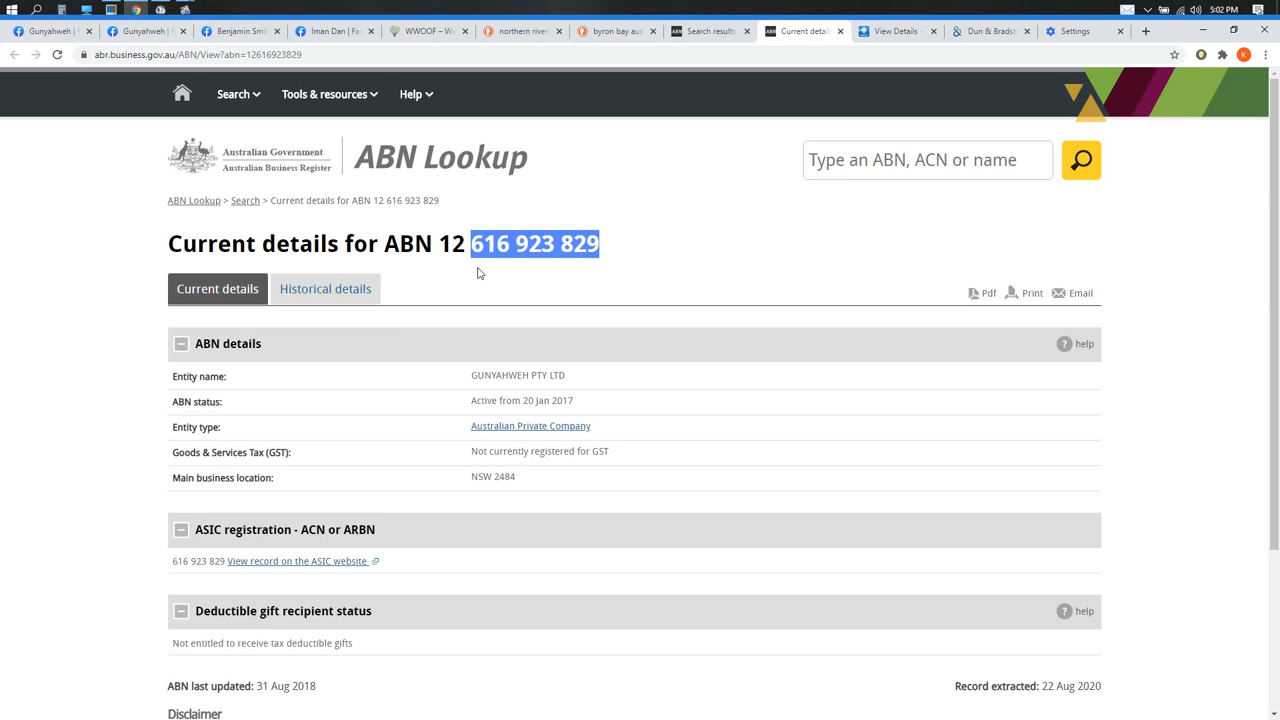 5:02 PM
Gunyahweh | 
Gunyahweh | 
Benjamin Smi
Iman Dan | Fa
WWOOF – W
northern river
byron bay aus
Search results
Current detail
View Details -
Dun & Bradst
Settings
abr.business.gov.au/ABN/View?abn=12616923829
K
Search
Tools & resources
Help
Australian Government
Australian Business Register
ABN Lookup
Type an ABN, ACN or name
ABN Lookup > Search > Current details for ABN 12 616 923 829
Current details for ABN 12 616 923 829
Current details
Historical details
Pdf
Print
Email
ABN details
? help
Entity name: GUNYAHWEH PTY LTD
ABN status: Active from 20 Jan 2017
Entity type: Australian Private Company
Goods & Services Tax (GST): Not currently registered for GST
Main business location: NSW 2484
ASIC registration - ACN or ARBN
616 923 829 View record on the ASIC website
Deductible gift recipient status
? help
Not entitled to receive tax deductible gifts
ABN last updated: 31 Aug 2018
Record extracted: 22 Aug 2020
Disclaimer